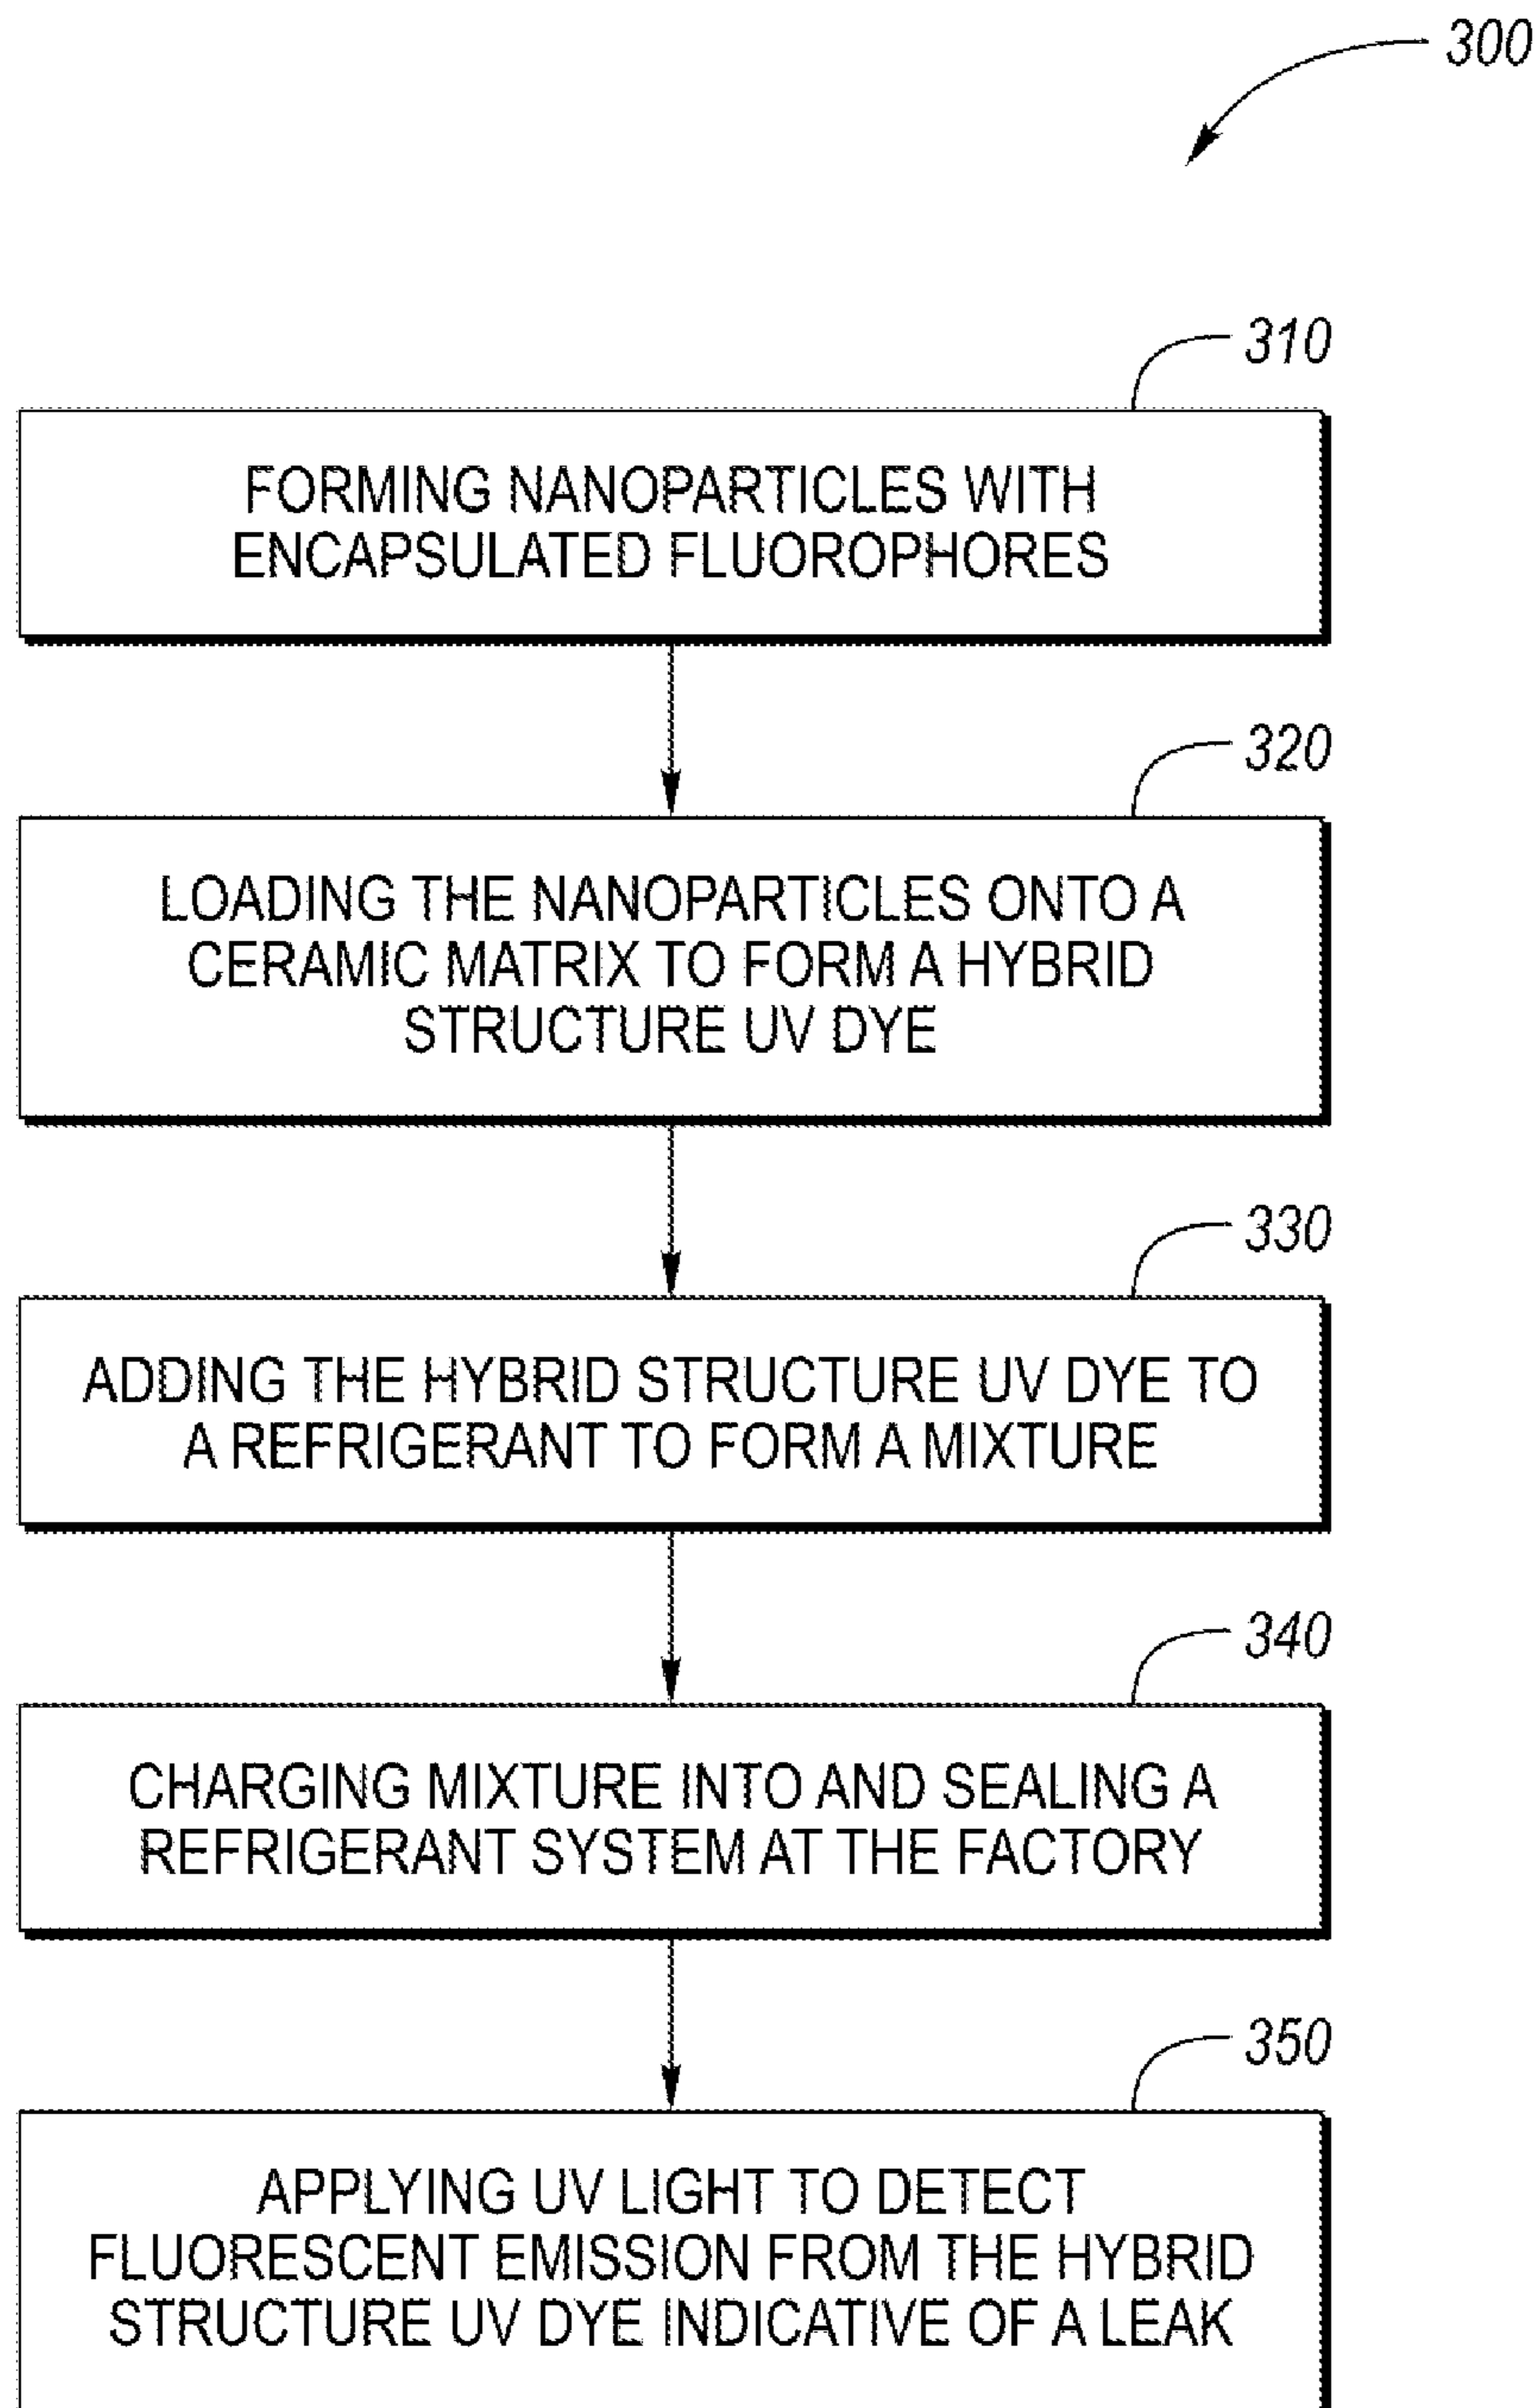 300
310
FORMING NANOPARTICLES WITH
ENCAPSULATED FLUOROPHORES
320
LOADING THE NANOPARTICLES ONTO A
CERAMIC MATRIX TO FORM A HYBRID
STRUCTURE UV DYE
330
ADDING THE HYBRID STRUCTURE UV DYE TO
A REFRIGERANT TO FORM A MIXTURE
340
CHARGING MIXTURE INTO AND SEALING A
REFRIGERANT SYSTEM AT THE FACTORY
350
APPLYING UV LIGHT TO DETECT
FLUORESCENT EMISSION FROM THE HYBRID
STRUCTURE UV DYE INDICATIVE OF A LEAK